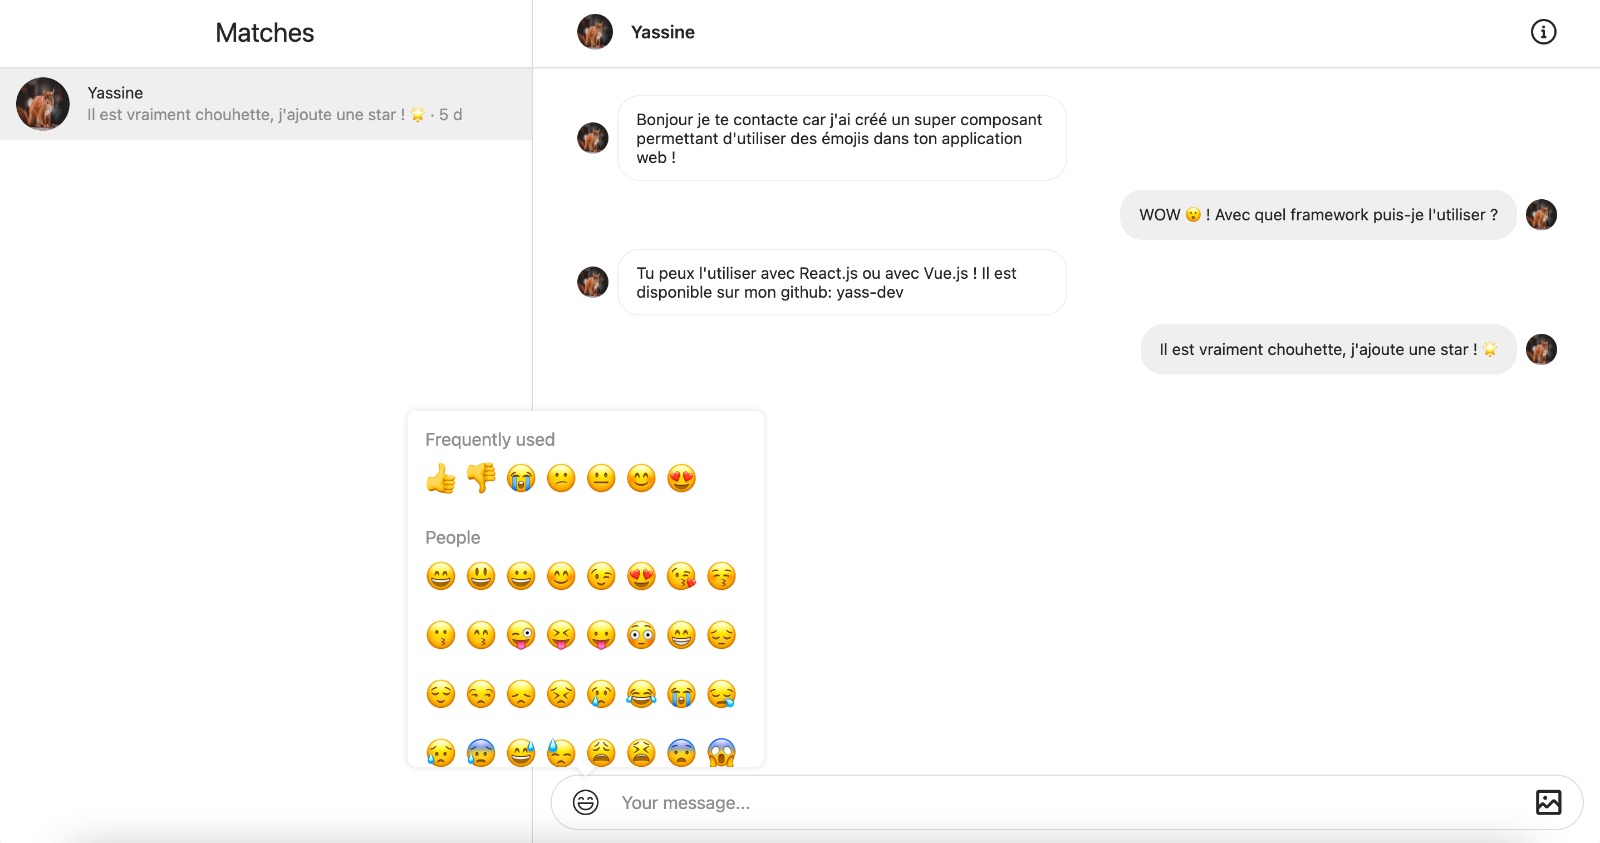 Matches
Yassine
Il est vraiment chouhette, j'ajoute une star ! 🌟 · 5 d
Yassine
Bonjour je te contacte car j'ai créé un super composant
permettant d'utiliser des émojis dans ton application
web !
WOW 😮 ! Avec quel framework puis-je l'utiliser ?
Tu peux l'utiliser avec React.js ou avec Vue.js ! Il est
disponible sur mon github: yass-dev
Il est vraiment chouhette, j'ajoute une star ! 🌟
Frequently used
People
Your message...